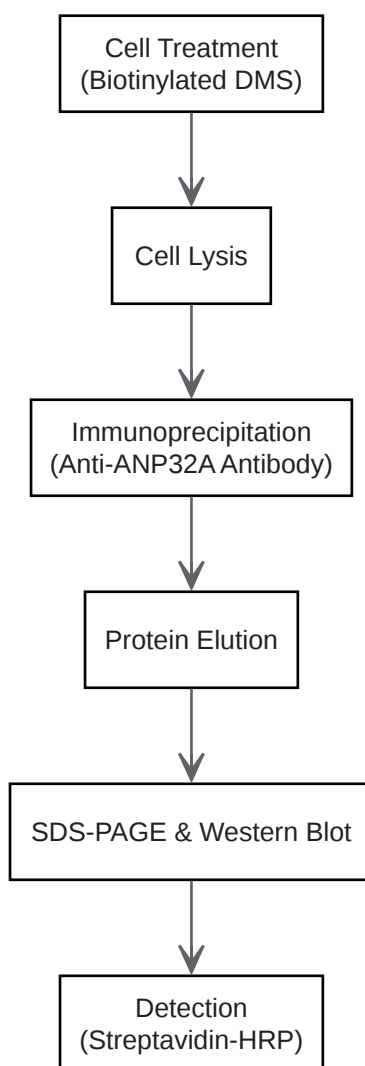 Cell Treatment
(Biotinylated DMS)
Cell Lysis
Immunoprecipitation
(Anti-ANP32A Antibody)
Protein Elution
SDS-PAGE & Western Blot
Detection
(Streptavidin-HRP)